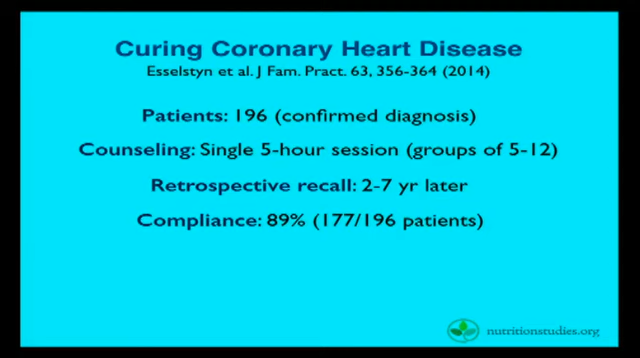 Curing Coronary Heart Disease
Esselstyn et al. J Fam. Pract. 63, 356-364 (2014)
Patients: 196 (confirmed diagnosis)
Counseling: Single 5-hour session (groups of 5-12)
Retrospective recall: 2-7 yr later
Compliance: 89% (177/196 patients)
nutritionstudies.org